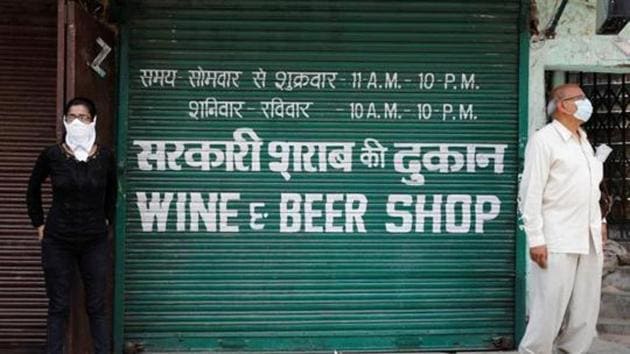 समय सोमवार से शुक्रवार - 11 A.M. - 10 - P.M.
शनिवार - रविवार - 10 A.M. - 10 P.M.
सरकारी शराब की दुकान
WINE & BEER SHOP